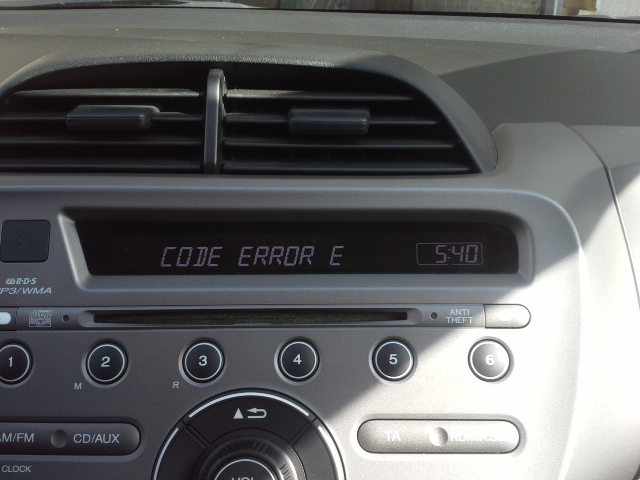 CODE ERROR E 5:40
R·D·S
MP3/WMA
ANTI
THEFT
1 2 3 4 5 6
M R
AM/FM CD/AUX TA
CLOCK
VOL